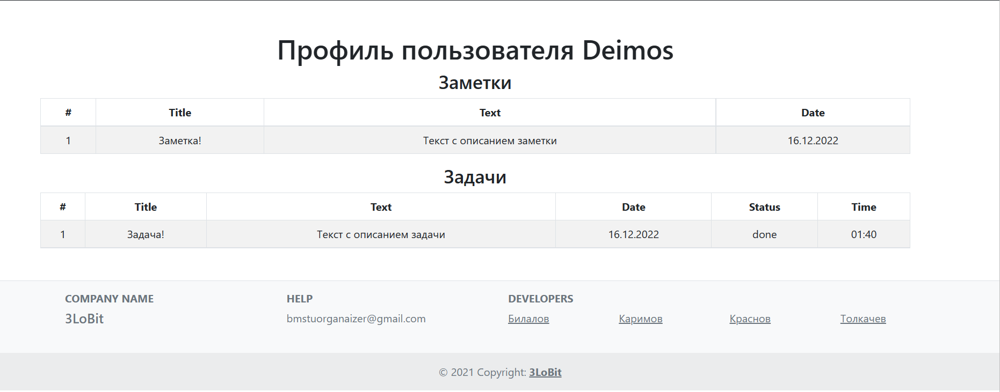 Профиль пользователя Deimos
Заметки
# Title Text Date
1 Заметка! Текст с описанием заметки 16.12.2022
Задачи
# Title Text Date Status Time
1 Задача! Текст с описанием задачи 16.12.2022 done 01:40
COMPANY NAME HELP DEVELOPERS
3LoBit bmstuorganaizer@gmail.com Билалов Каримов Краснов Толкачев
© 2021 Copyright: 3LoBit